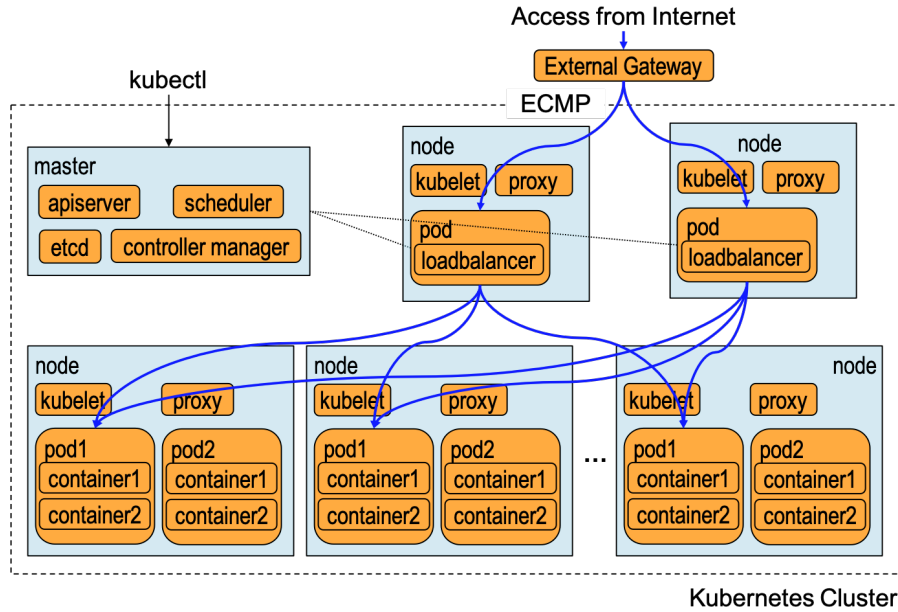 Access from Internet
External Gateway
kubectl
ECMP
master
apiserver
scheduler
etcd
controller manager
node
kubelet
proxy
pod
loadbalancer
node
kubelet
proxy
pod
loadbalancer
node
kubelet
proxy
pod1
container1
container2
pod2
container1
container2
node
kubelet
proxy
pod1
container1
container2
pod2
container1
container2
...
node
kubelet
proxy
pod1
container1
container2
pod2
container1
container2
Kubernetes Cluster